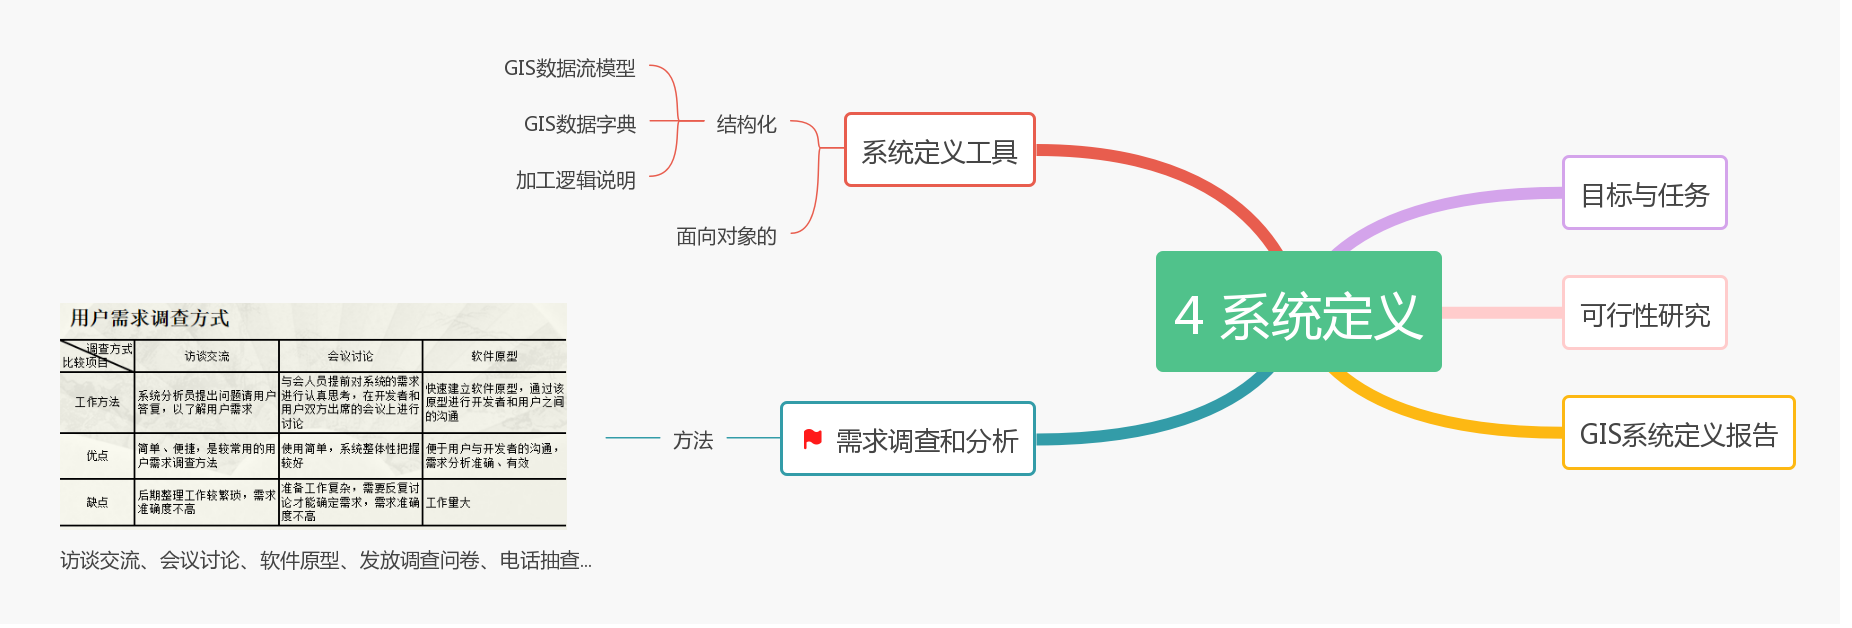 4 系统定义
目标与任务
可行性研究
GIS系统定义报告
系统定义工具
结构化
GIS数据流模型
GIS数据字典
加工逻辑说明
面向对象的
需求调查和分析
方法
用户需求调查方式
调查方式
比较项目
访谈交流
会议讨论
软件原型
工作方法
系统分析员提出问题请用户
答复，以了解用户需求
与会人员提前对系统的需求
进行认真思考，在开发者和
用户双方出席的会议上进行
讨论
快速建立软件原型，通过该
原型进行开发者和用户之间
的沟通
优点
简单、便捷，是较常用的用
户需求调查方法
使用简单，系统整体性把握
较好
便于用户与开发者的沟通，
需求分析准确、有效
缺点
后期整理工作较繁琐，需求
准确度不高
准备工作复杂，需要反复讨
论才能确定需求，需求准确
度不高
工作量大
访谈交流、会议讨论、软件原型、发放调查问卷、电话抽查...